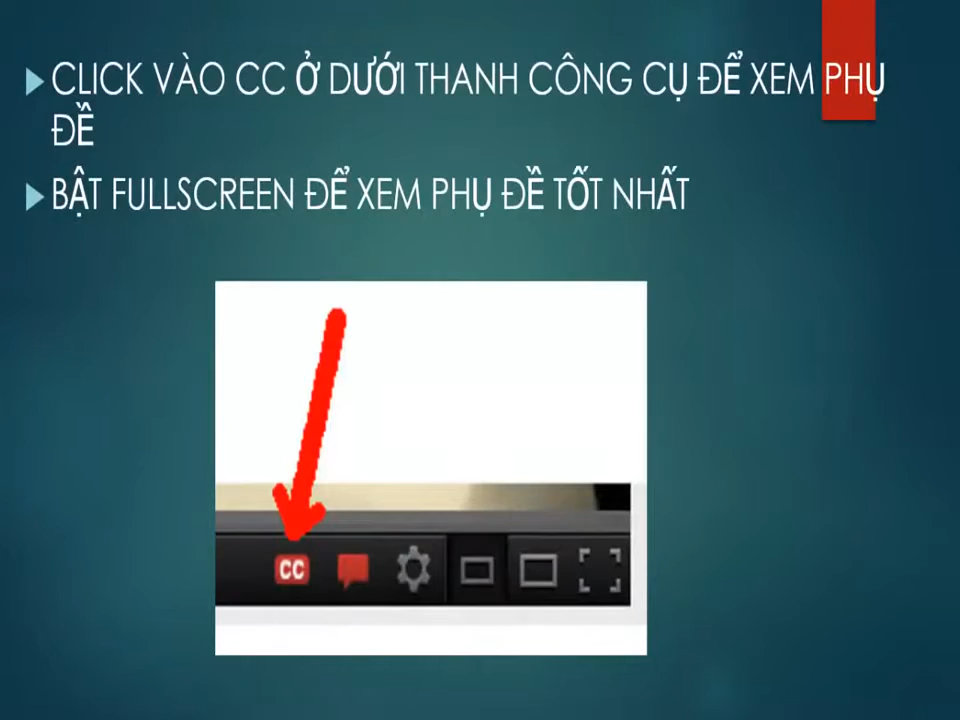 CLICK VÀO CC Ở DƯỚI THANH CÔNG CỤ ĐỂ XEM PHỤ
ĐỀ
BẬT FULLSCREEN ĐỂ XEM PHỤ ĐỀ TỐT NHẤT
CC